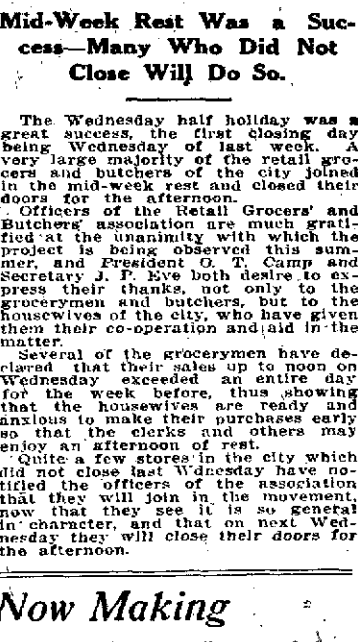 Mid-Week Rest Was a Suc-
cess—Many Who Did Not
Close Will Do So.
The Wednesday half holiday was a
great success, the first closing day
being Wednesday of last week. A
very large majority of the retail gro-
cers and butchers of the city joined
in the mid-week rest and closed their
doors for the afternoon.
Officers of the Retail Grocers' and
Butchers' association are much grati-
fied at the unanimity with which the
project is being observed this sum-
mer, and President G. T. Camp and
Secretary J. P. Eve both desire to ex-
press their thanks, not only to the
grocerymen and butchers, but to the
housewives of the city, who have given
them their co-operation and aid in the
matter.
Several of the grocerymen have de-
clared that their sales up to noon on
Wednesday exceeded an entire day
for the week before, thus showing
that the housewives are ready and
anxious to make their purchases early
so that the clerks and others may
enjoy an afternoon of rest.
Quite a few stores in the city which
did not close last Wdnesday have no-
tified the officers of the association
that they will join in the movement,
now that they see it is so general
in character, and that on next Wed-
nesday they will close their doors for
the afternoon.
Now Making